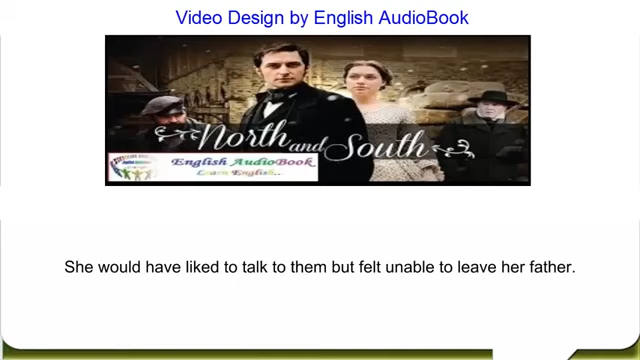 Video Design by English AudioBook
North and South
English AudioBook
Learn English...
She would have liked to talk to them but felt unable to leave her father.